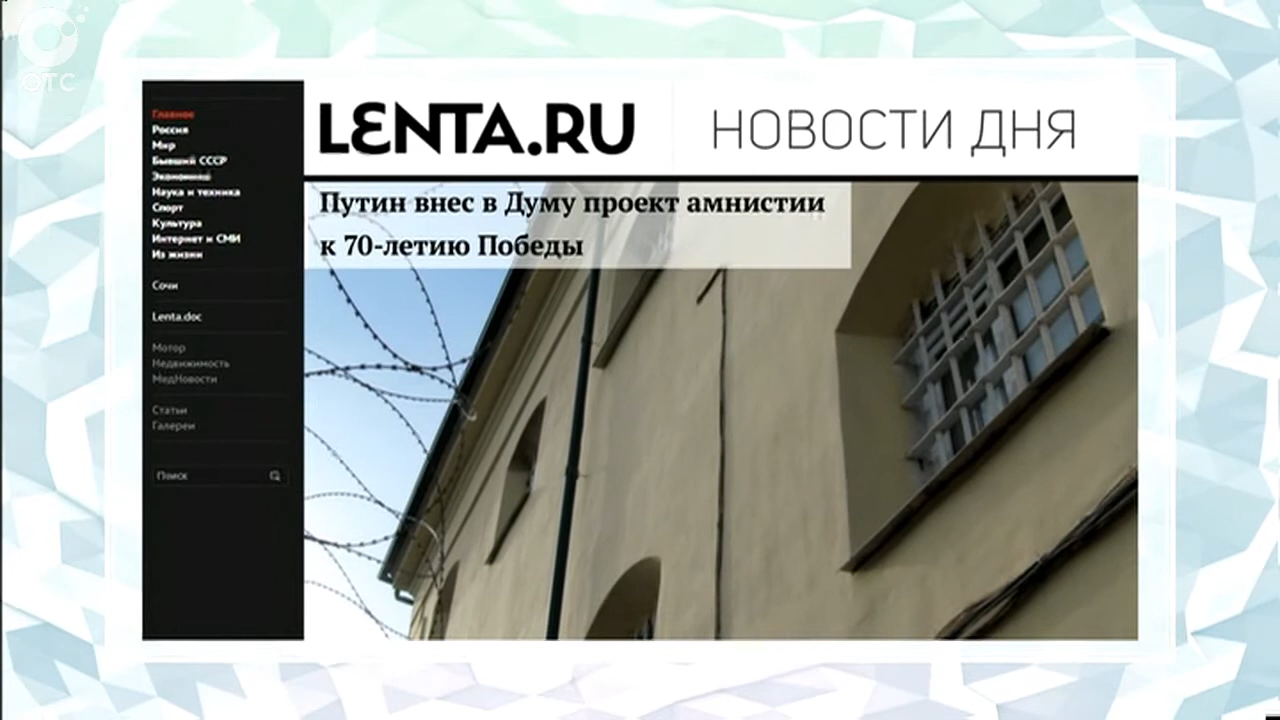 ОТС
Главное
Россия
Мир
Бывший СССР
Экономика
Наука и техника
Спорт
Культура
Интернет и СМИ
Из жизни
Сочи
Lenta.doc
Мотор
Недвижимость
МедНовости
Статьи
Галереи
Поиск
LENTA.RU
НОВОСТИ ДНЯ
Путин внес в Думу проект амнистии
к 70-летию Победы